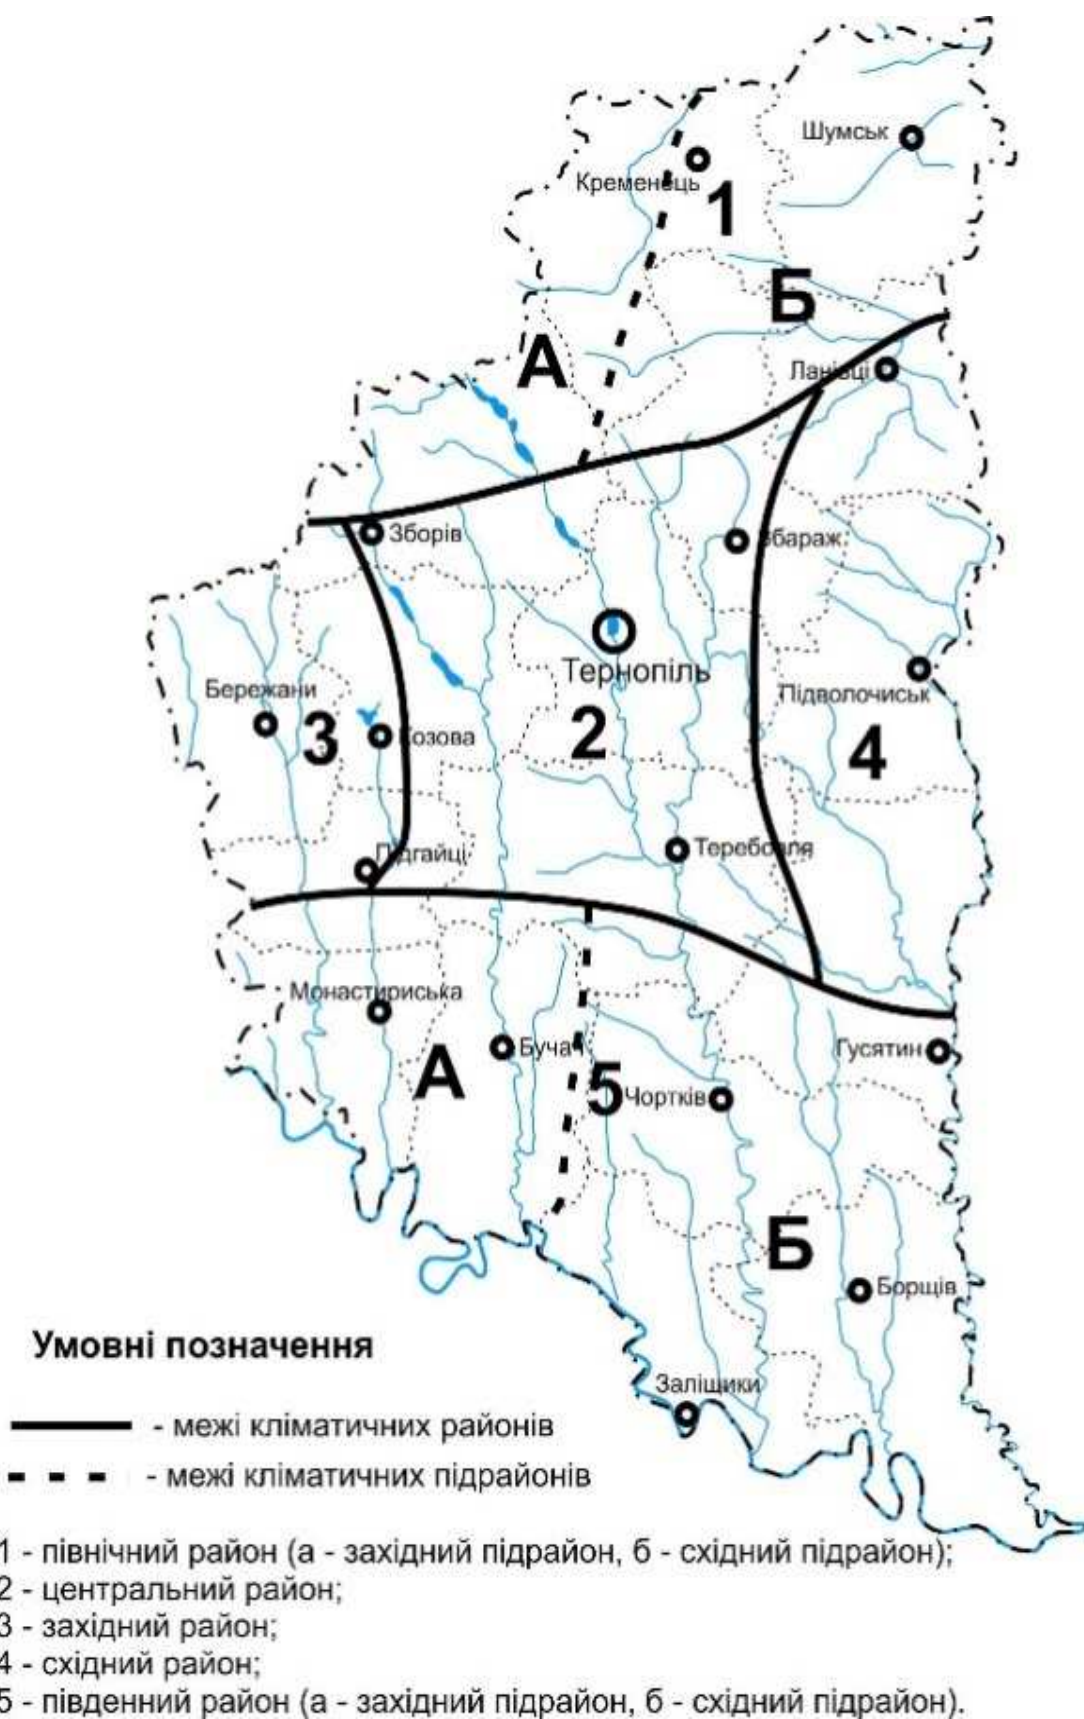 Шумськ
Кременець
1
Б
А
Ланівці
Зборів
Збараж
Тернопіль
Бережани
Підволочиськ
3
Козова
2
4
Підгайці
Теребовля
Монастириська
Бучач
Гусятин
А
5
Чортків
Б
Борщів
Умовні позначення
Заліщики
- межі кліматичних районів
- межі кліматичних підрайонів
1 - північний район (а - західний підрайон, б - східний підрайон);
2 - центральний район;
3 - західний район;
4 - східний район;
5 - південний район (а - західний підрайон, б - східний підрайон).